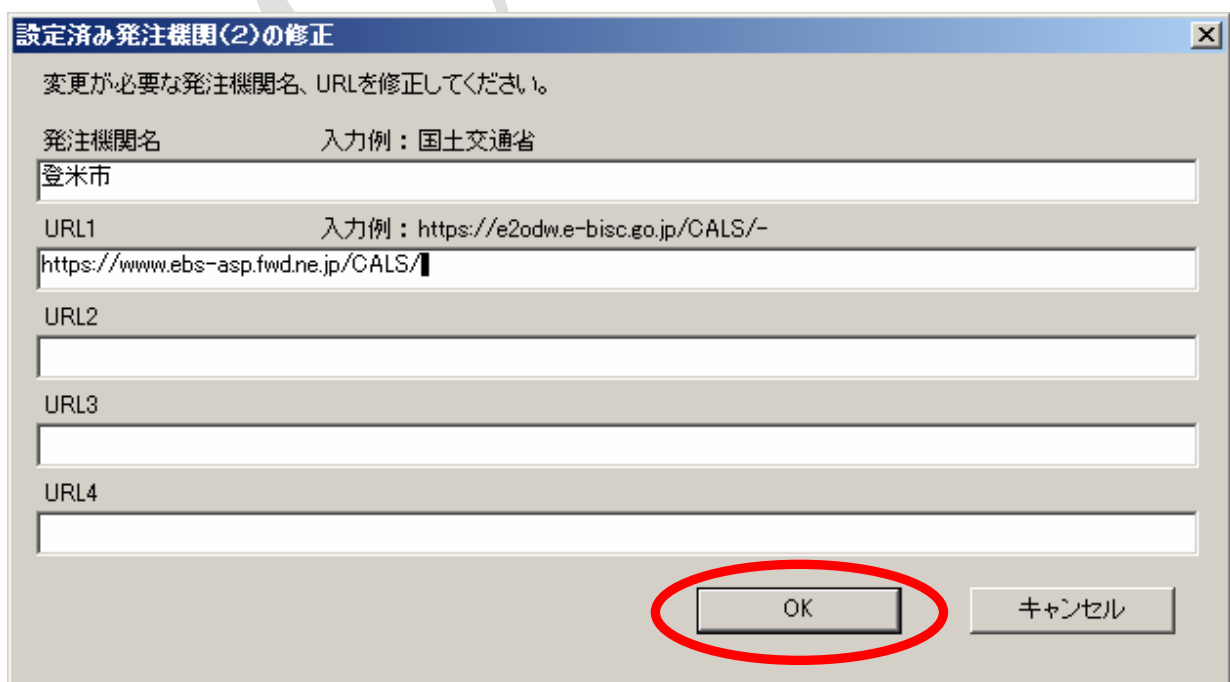 設定済み発注機関(2)の修正
変更が必要な発注機関名、URLを修正してください。
発注機関名 入力例：国土交通省
登米市
URL1 入力例：https://e2odw.e-bisc.go.jp/CALS/-
https://www.ebs-asp.fwd.ne.jp/CALS/
URL2
URL3
URL4
OK キャンセル